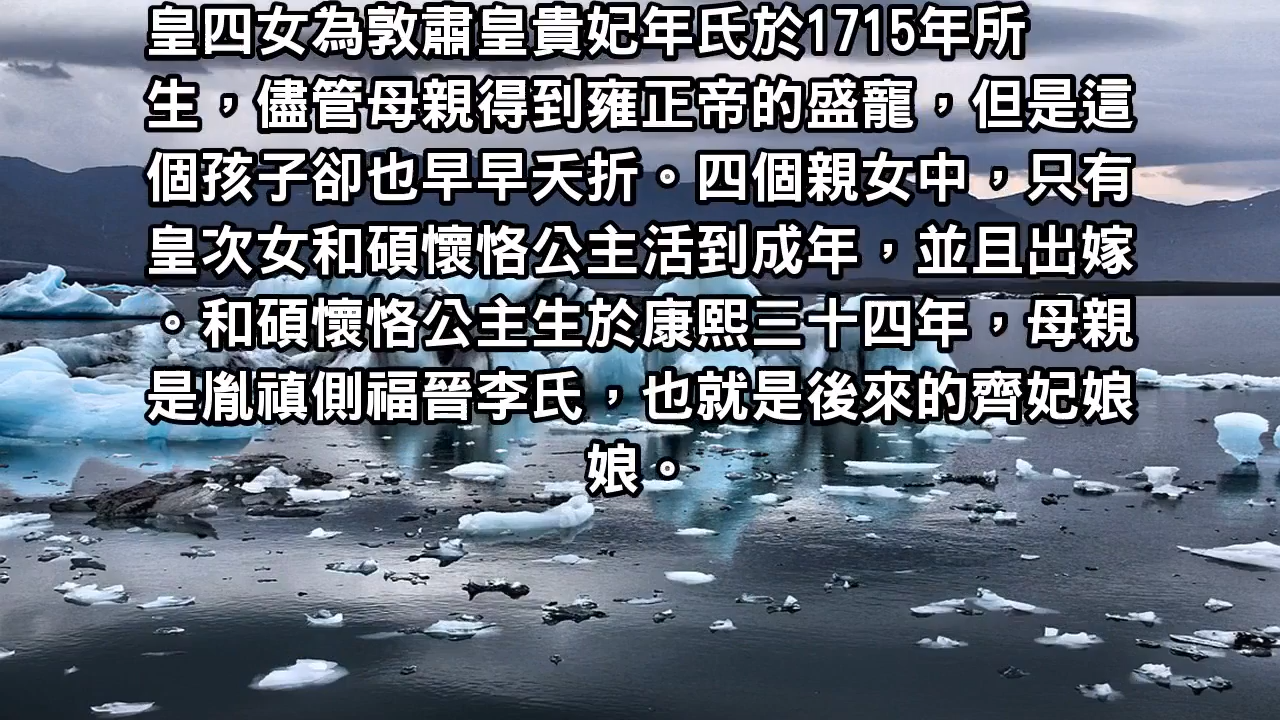 皇四女為敦肅皇貴妃年氏於1715年所
生，儘管母親得到雍正帝的盛寵，但是這
個孩子卻也早早夭折。四個親女中，只有
皇次女和碩懷恪公主活到成年，並且出嫁
。和碩懷恪公主生於康熙三十四年，母親
是胤禛側福晉李氏，也就是後來的齊妃娘
娘。